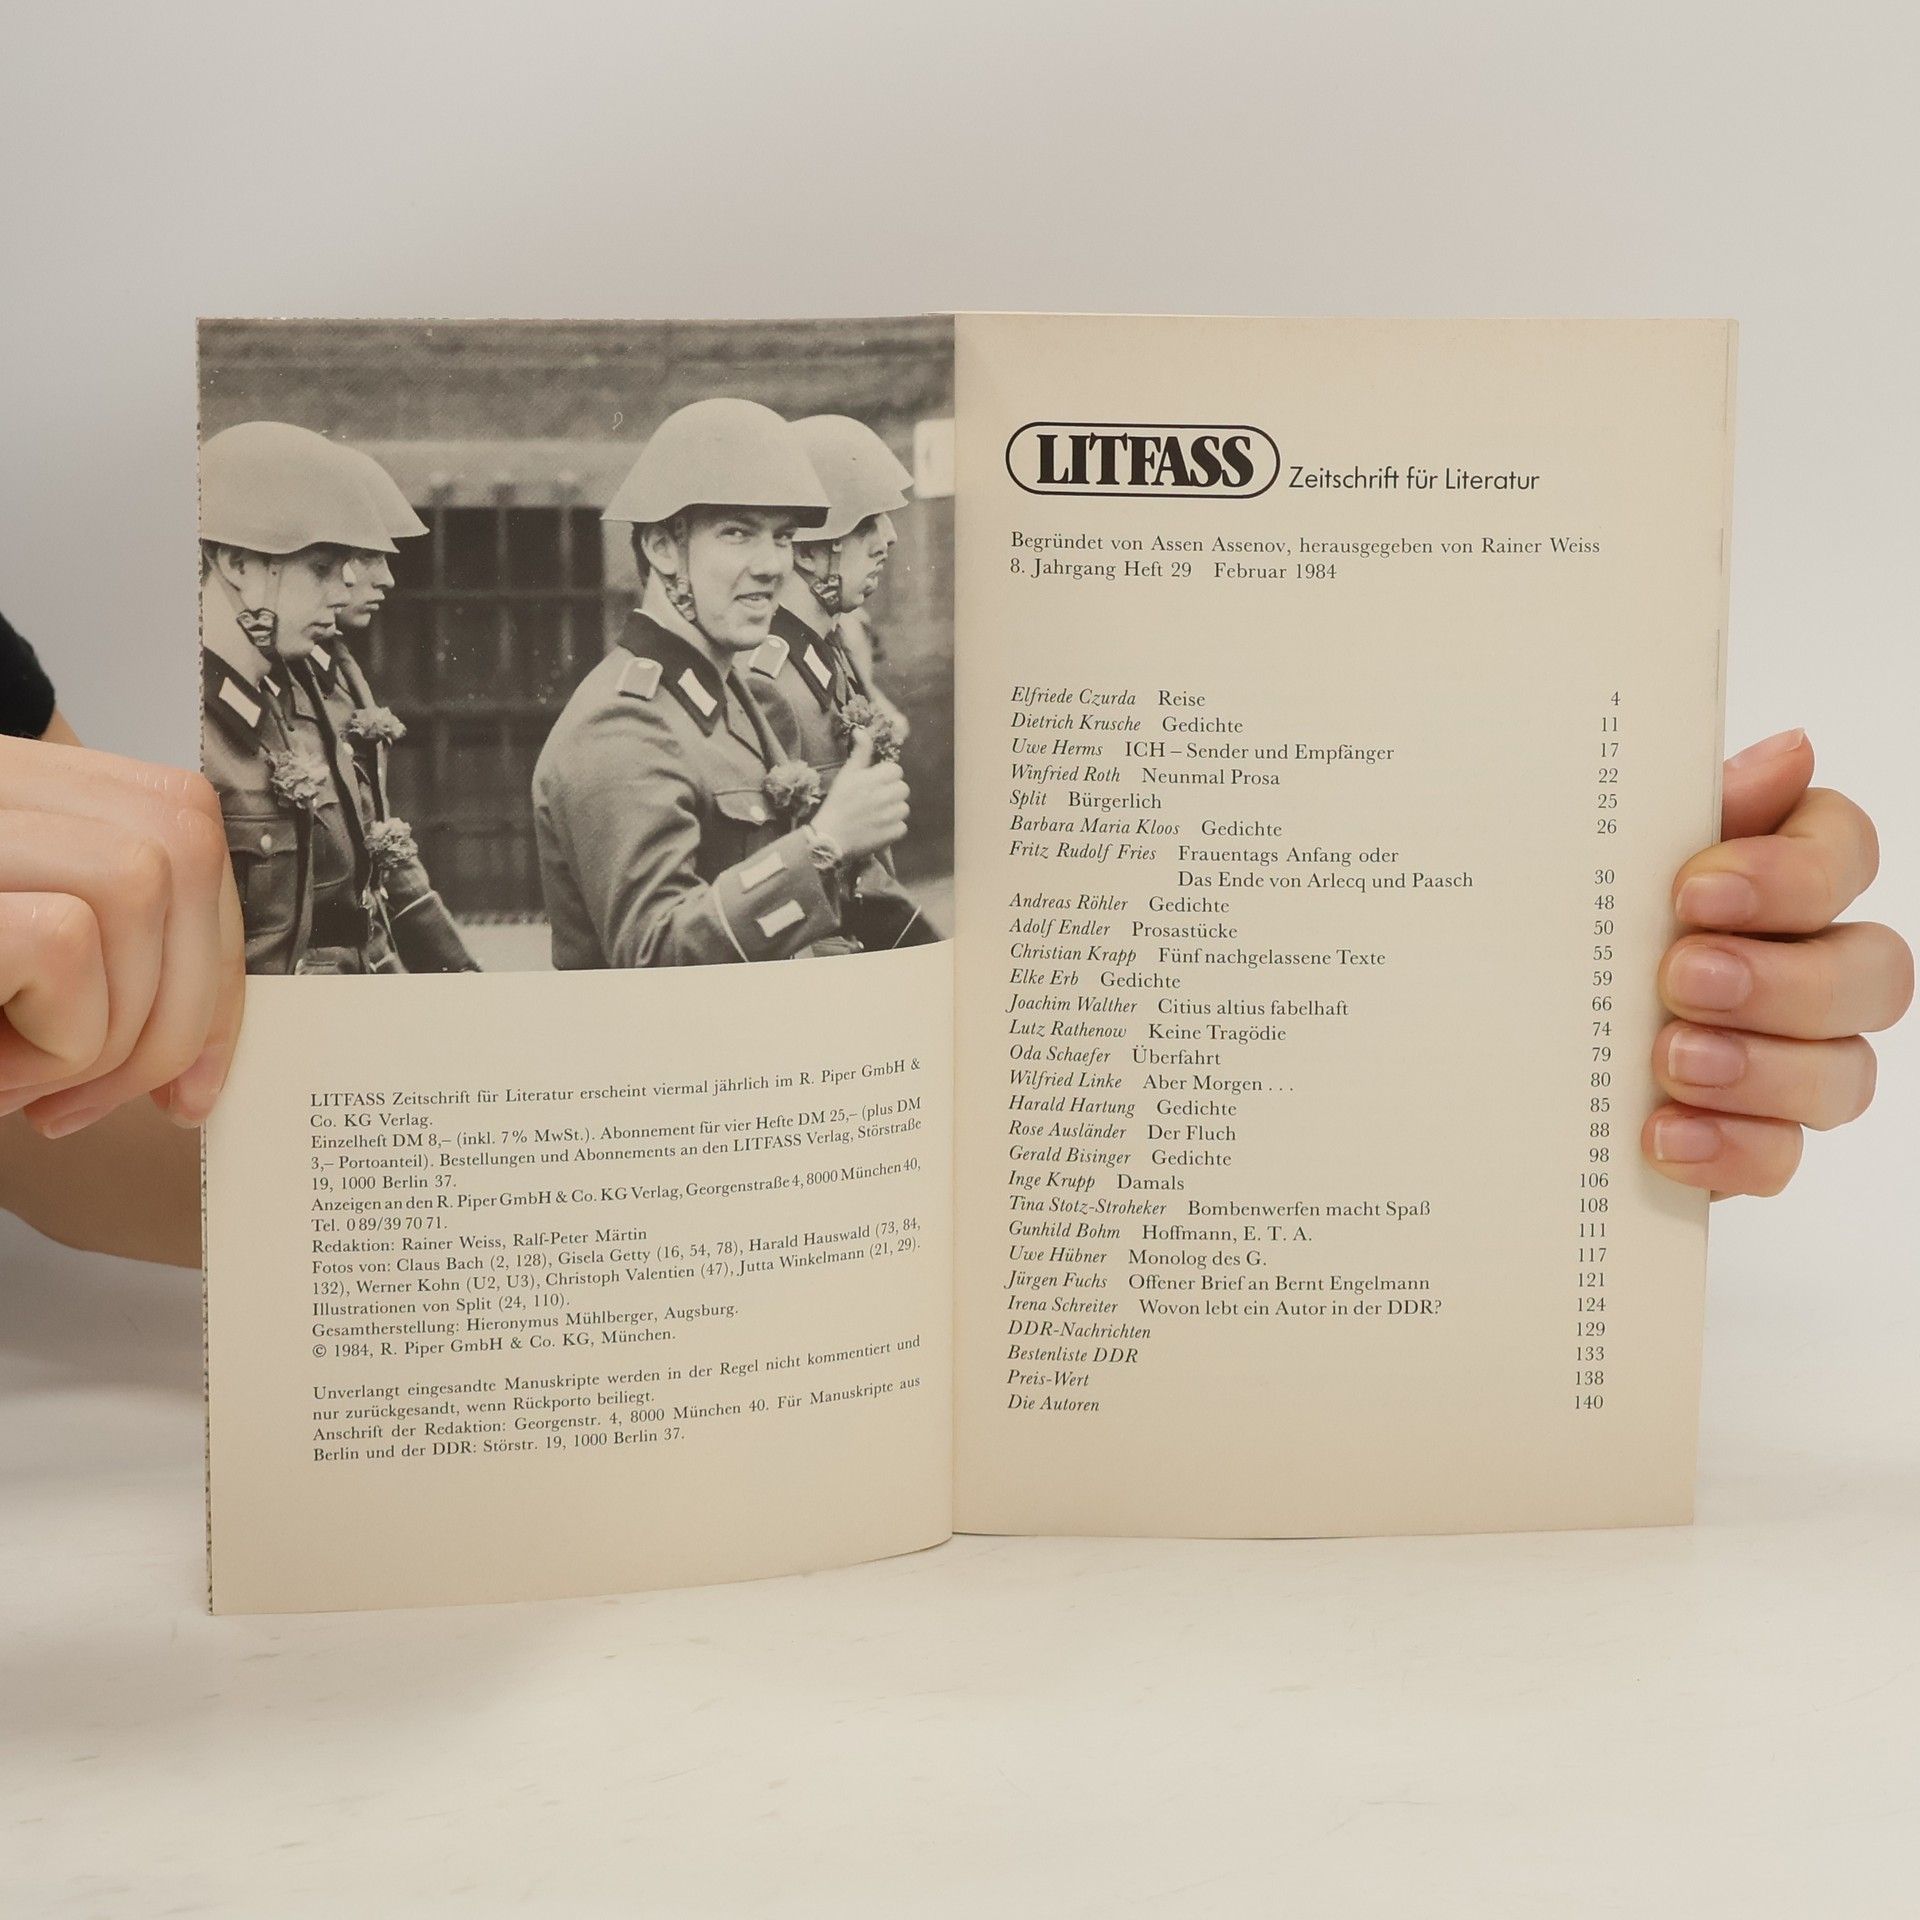 LITFASS Zeitschrift für Literatur erscheint viermal jährlich im R. Piper GmbH &
Co. KG Verlag.
Einzelheft DM 8,– (inkl. 7% MwSt.). Abonnement für vier Hefte DM 25,– (plus DM
3,– Portoanteil). Bestellungen und Abonnements an den LITFASS Verlag, Störstraße
19, 1000 Berlin 37.
Anzeigen an den R. Piper GmbH & Co. KG Verlag, Georgenstraße 4, 8000 München 40,
Tel. 0 89/39 70 71.
Redaktion: Rainer Weiss, Ralf-Peter Märtin
Fotos von: Claus Bach (2, 128), Gisela Getty (16, 54, 78), Harald Hauswald (73, 84,
132), Werner Kohn (U2, U3), Christoph Valentien (47), Jutta Winkelmann (21, 29).
Illustrationen von Split (24, 110).
Gesamtherstellung: Hieronymus Mühlberger, Augsburg.
© 1984, R. Piper GmbH & Co. KG, München.
Unverlangt eingesandte Manuskripte werden in der Regel nicht kommentiert und
nur zurückgesandt, wenn Rückporto beiliegt.
Anschrift der Redaktion: Georgenstr. 4, 8000 München 40. Für Manuskripte aus
Berlin und der DDR: Störstr. 19, 1000 Berlin 37.
LITFASS Zeitschrift für Literatur
Begründet von Assen Assenov, herausgegeben von Rainer Weiss
8. Jahrgang Heft 29 Februar 1984
Elfriede Czurda Reise 4
Dietrich Krusche Gedichte 11
Uwe Herms ICH – Sender und Empfänger 17
Winfried Roth Neunmal Prosa 22
Split Bürgerlich 25
Barbara Maria Kloos Gedichte 26
Fritz Rudolf Fries Frauentags Anfang oder
Das Ende von Arlecq und Paasch 30
Andreas Röhler Gedichte 48
Adolf Endler Prosastücke 50
Christian Krapp Fünf nachgelassene Texte 55
Elke Erb Gedichte 59
Joachim Walther Citius altius fabelhaft 66
Lutz Rathenow Keine Tragödie 74
Oda Schaefer Überfahrt 79
Wilfried Linke Aber Morgen . . . 80
Harald Hartung Gedichte 85
Rose Ausländer Der Fluch 88
Gerald Bisinger Gedichte 98
Inge Krupp Damals 106
Tina Stotz-Stroheker Bombenwerfen macht Spaß 108
Gunhild Bohm Hoffmann, E. T. A. 111
Uwe Hübner Monolog des G. 117
Jürgen Fuchs Offener Brief an Bernt Engelmann 121
Irena Schreiter Wovon lebt ein Autor in der DDR? 124
DDR-Nachrichten 129
Bestenliste DDR 133
Preis-Wert 138
Die Autoren 140